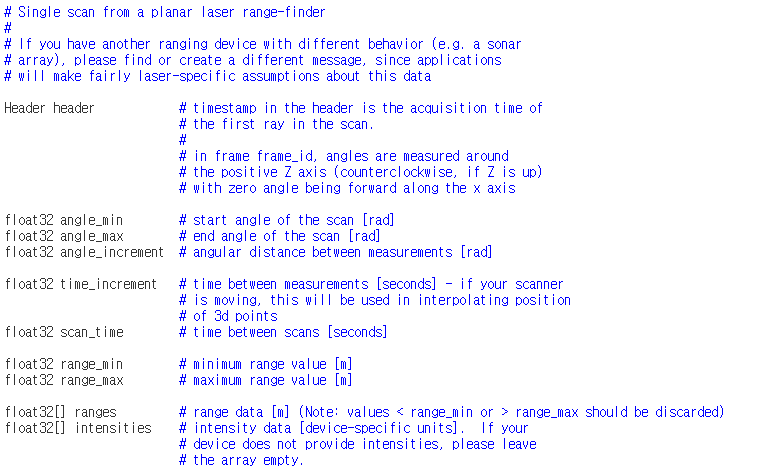 # Single scan from a planar laser range-finder
#
# If you have another ranging device with different behavior (e.g. a sonar
# array), please find or create a different message, since applications
# will make fairly laser-specific assumptions about this data
Header header # timestamp in the header is the acquisition time of
# the first ray in the scan.
#
# in frame frame_id, angles are measured around
# the positive Z axis (counterclockwise, if Z is up)
# with zero angle being forward along the x axis
float32 angle_min # start angle of the scan [rad]
float32 angle_max # end angle of the scan [rad]
float32 angle_increment # angular distance between measurements [rad]
float32 time_increment # time between measurements [seconds] - if your scanner
# is moving, this will be used in interpolating position
# of 3d points
float32 scan_time # time between scans [seconds]
float32 range_min # minimum range value [m]
float32 range_max # maximum range value [m]
float32[] ranges # range data [m] (Note: values < range_min or > range_max should be discarded)
float32[] intensities # intensity data [device-specific units]. If your
# device does not provide intensities, please leave
# the array empty.